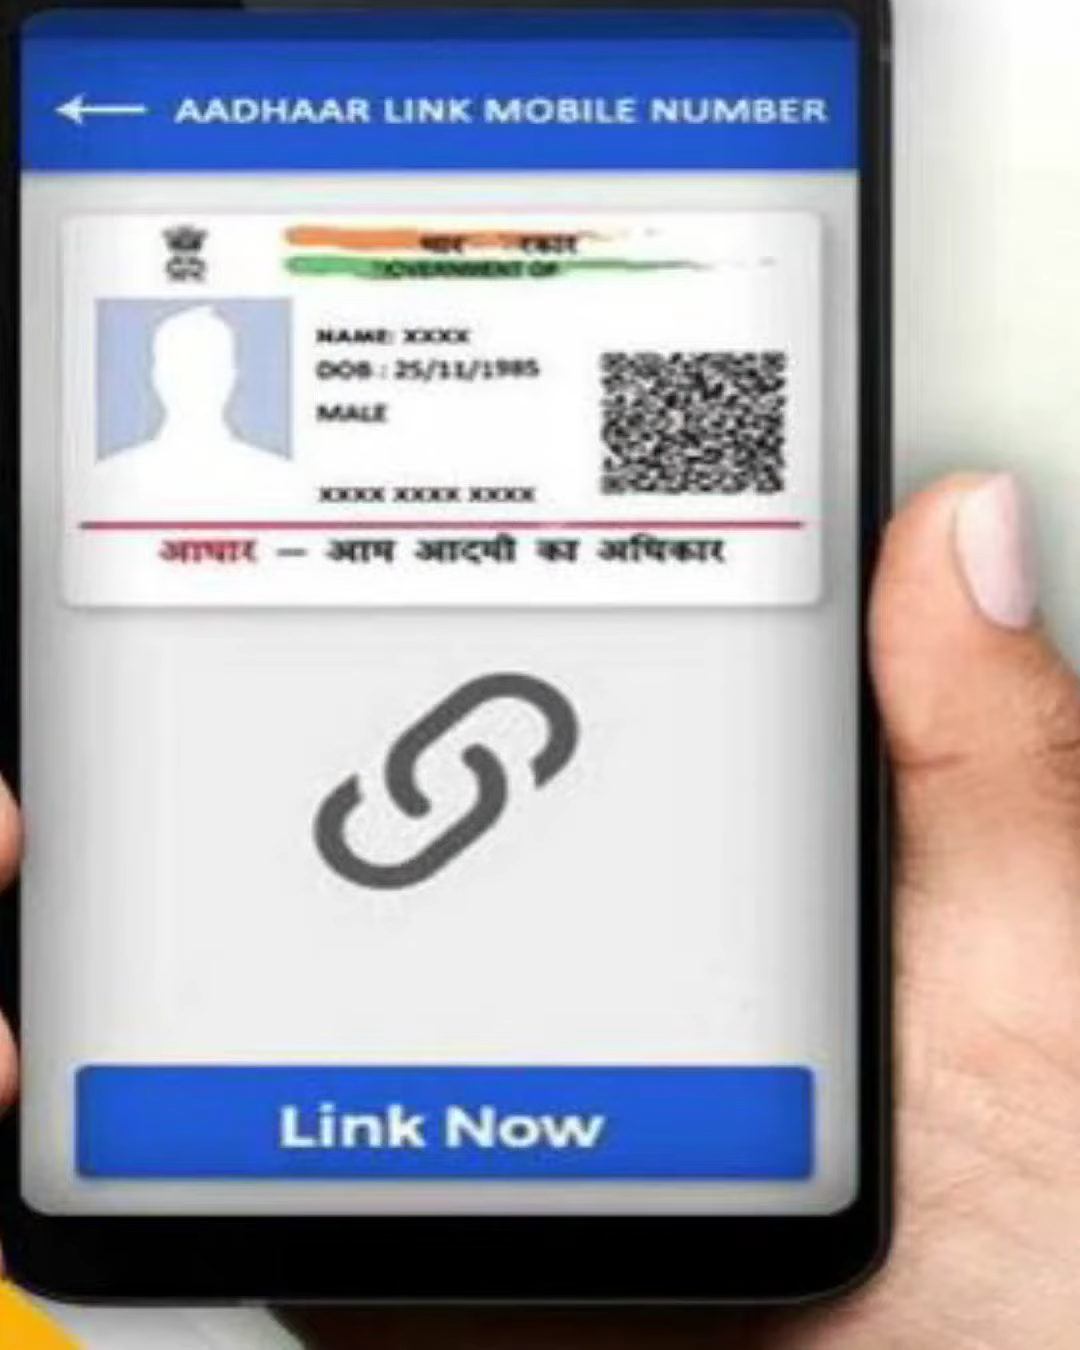 AADHAAR LINK MOBILE NUMBER
NAME: XXXX
DOB : 25/11/1985
MALE
XXXX XXXX XXXX
आधार – आम आदमी का अधिकार
Link Now